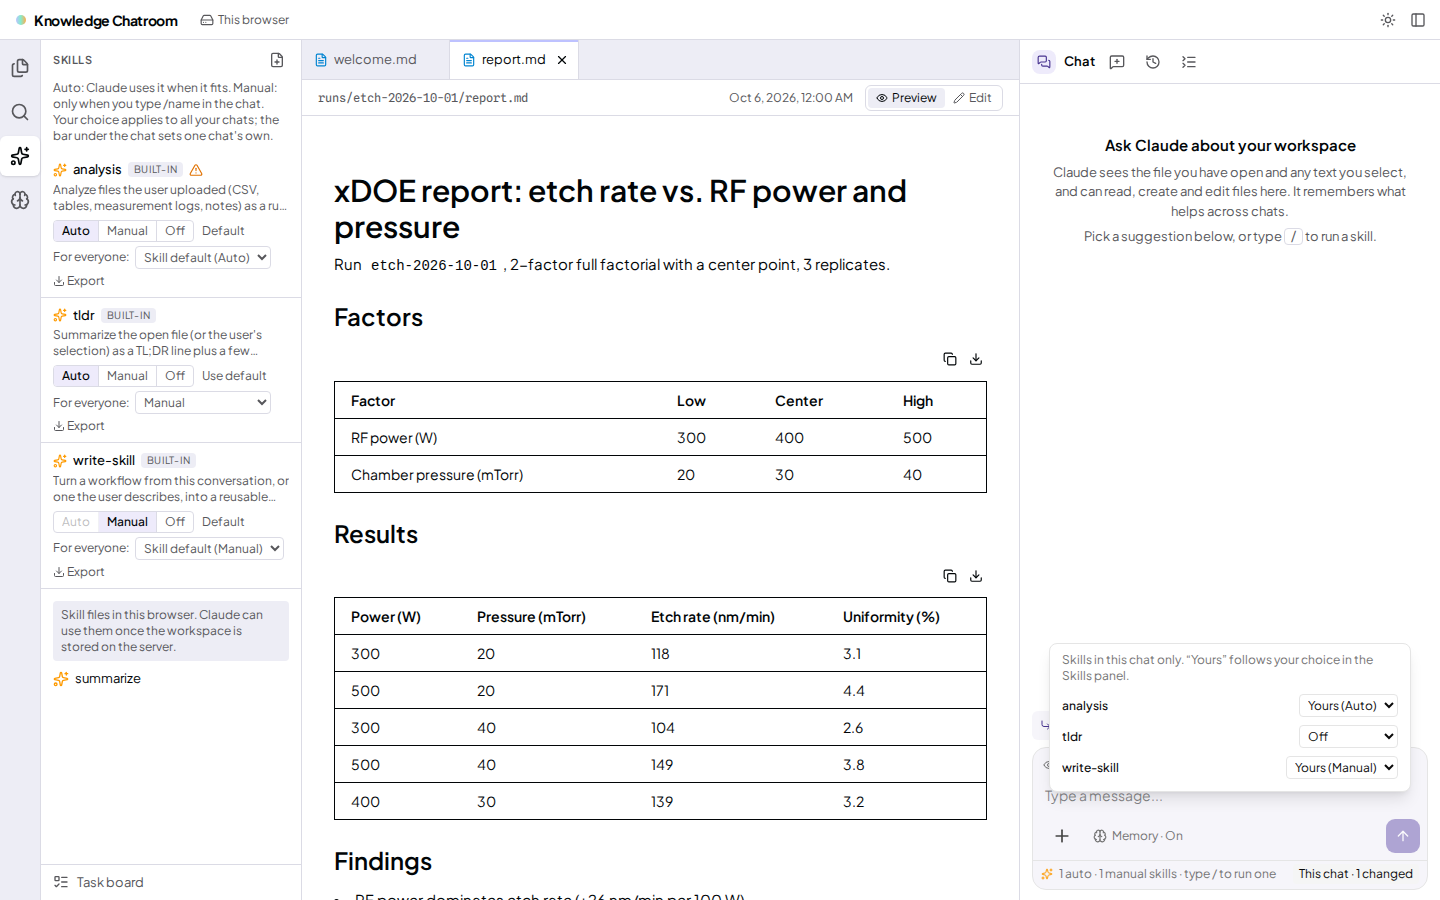 Knowledge Chatroom
This browser
SKILLS
Auto: Claude uses it when it fits. Manual:
only when you type /name in the chat.
Your choice applies to all your chats; the
bar under the chat sets one chat's own.
analysis BUILT-IN
Analyze files the user uploaded (CSV,
tables, measurement logs, notes) as a ru...
Auto Manual Off Default
For everyone: Skill default (Auto)
Export
tldr BUILT-IN
Summarize the open file (or the user's
selection) as a TL;DR line plus a few...
Auto Manual Off Use default
For everyone: Manual
Export
write-skill BUILT-IN
Turn a workflow from this conversation, or
one the user describes, into a reusable...
Auto Manual Off Default
For everyone: Skill default (Manual)
Export
Skill files in this browser. Claude can
use them once the workspace is
stored on the server.
summarize
Task board
welcome.md
report.md
runs/etch-2026-10-01/report.md
Oct 6, 2026, 12:00 AM
Preview
Edit
xDOE report: etch rate vs. RF power and
pressure
Run etch-2026-10-01 , 2-factor full factorial with a center point, 3 replicates.
Factors
Factor Low Center High
RF power (W) 300 400 500
Chamber pressure (mTorr) 20 30 40
Results
Power (W) Pressure (mTorr) Etch rate (nm/min) Uniformity (%)
300 20 118 3.1
500 20 171 4.4
300 40 104 2.6
500 40 149 3.8
400 30 139 3.2
Findings
RF power dominates etch rate (+26 nm/min per 100 W)
Chat
Ask Claude about your workspace
Claude sees the file you have open and any text you select,
and can read, create and edit files here. It remembers what
helps across chats.
Pick a suggestion below, or type / to run a skill.
Skills in this chat only. “Yours” follows your choice in the
Skills panel.
analysis Yours (Auto)
tldr Off
write-skill Yours (Manual)
Type a message...
Memory · On
1 auto · 1 manual skills · type / to run one
This chat · 1 changed